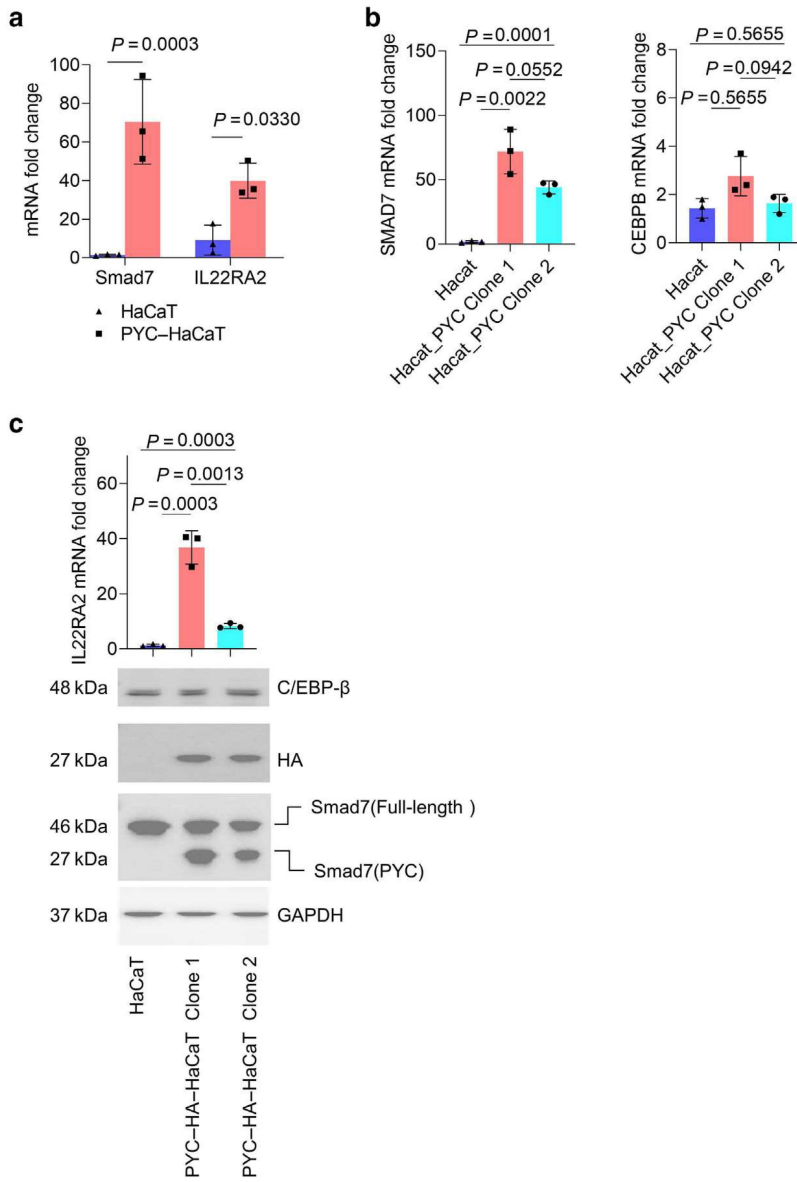 a
P = 0.0003
P = 0.0330
mRNA fold change
100
80
60
40
20
0
Smad7
IL22RA2
▲ HaCaT
■ PYC–HaCaT
b
P = 0.0001
P = 0.0552
P = 0.0022
SMAD7 mRNA fold change
150
100
50
0
Hacat
Hacat_PYC Clone 1
Hacat_PYC Clone 2
P = 0.5655
P = 0.0942
P = 0.5655
CEBPB mRNA fold change
8
6
4
2
0
Hacat
Hacat_PYC Clone 1
Hacat_PYC Clone 2
c
P = 0.0003
P = 0.0013
P = 0.0003
IL22RA2 mRNA fold change
60
40
20
0
48 kDa
C/EBP-β
27 kDa
HA
Smad7(Full-length )
46 kDa
27 kDa
Smad7(PYC)
37 kDa
GAPDH
HaCaT
PYC–HA–HaCaT Clone 1
PYC–HA–HaCaT Clone 2